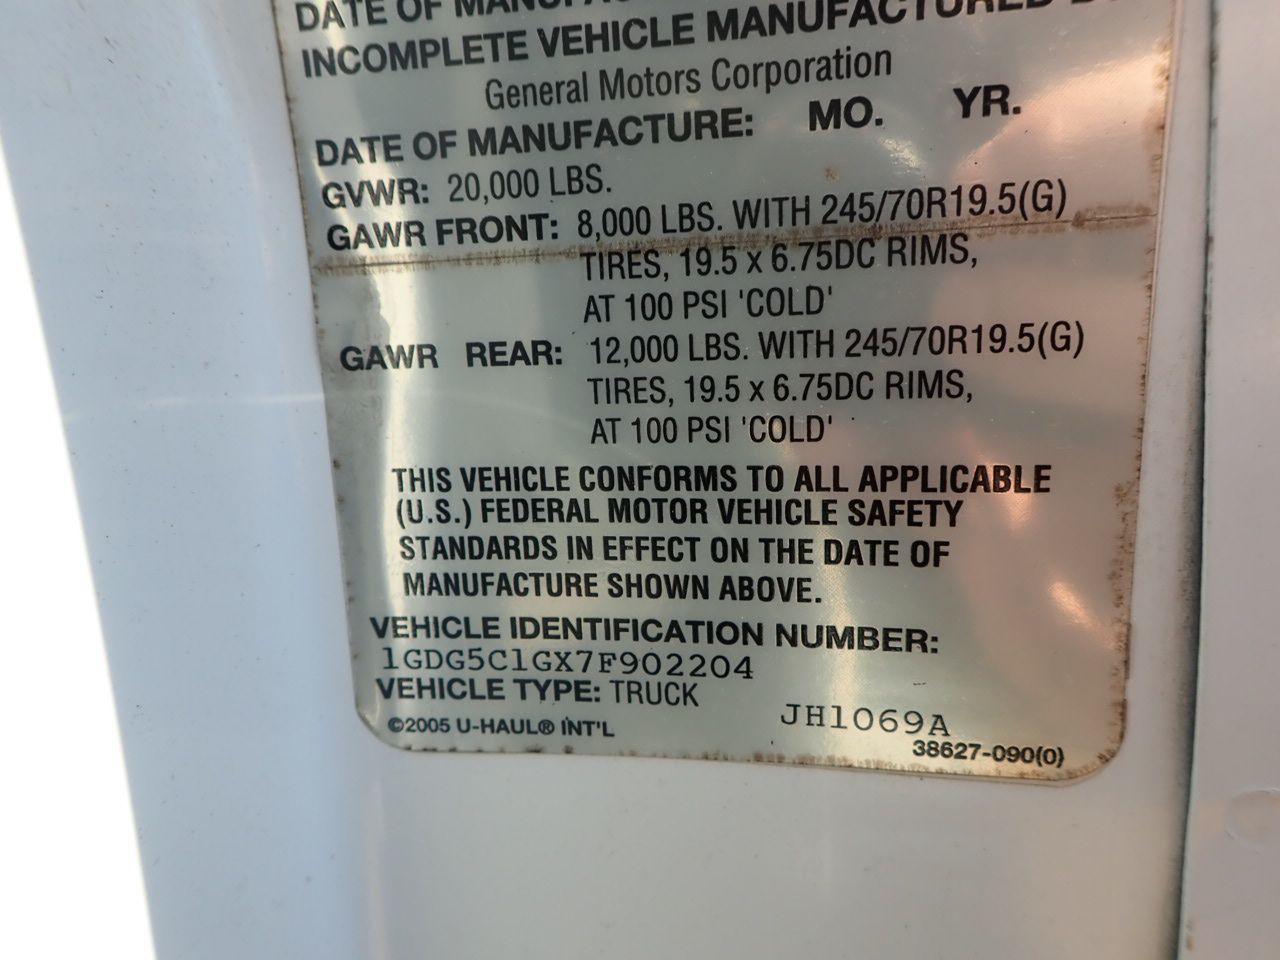 DATE OF
INCOMPLETE VEHICLE MANUFACTURED
General Motors Corporation
DATE OF MANUFACTURE: MO. YR.
GVWR: 20,000 LBS.
GAWR FRONT: 8,000 LBS. WITH 245/70R19.5(G)
TIRES, 19.5 x 6.75DC RIMS,
AT 100 PSI 'COLD'
GAWR REAR: 12,000 LBS. WITH 245/70R19.5(G)
TIRES, 19.5 x 6.75DC RIMS,
AT 100 PSI 'COLD'
THIS VEHICLE CONFORMS TO ALL APPLICABLE
(U.S.) FEDERAL MOTOR VEHICLE SAFETY
STANDARDS IN EFFECT ON THE DATE OF
MANUFACTURE SHOWN ABOVE.
VEHICLE IDENTIFICATION NUMBER:
1GDG5C1GX7F902204
VEHICLE TYPE: TRUCK
JH1069A
©2005 U-HAUL® INT'L
38627-090(0)